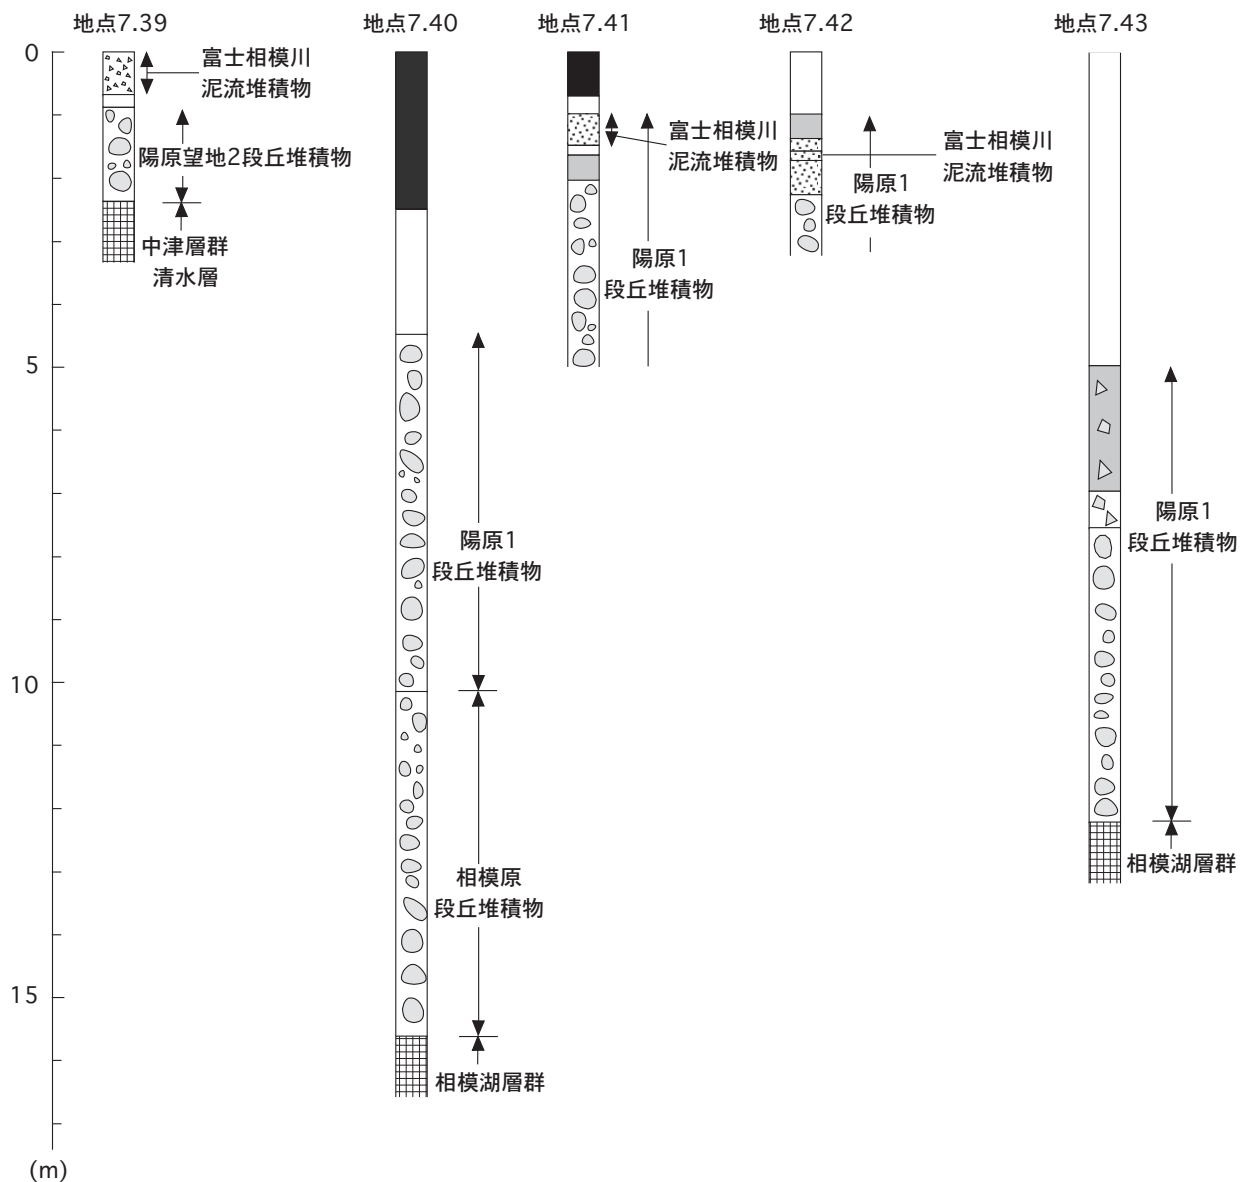 地点7.39
地点7.40
地点7.41
地点7.42
地点7.43
0
5
10
15
(m)
富士相模川
泥流堆積物
陽原望地2段丘堆積物
中津層群
清水層
陽原1
段丘堆積物
相模原
段丘堆積物
相模湖層群
富士相模川
泥流堆積物
陽原1
段丘堆積物
富士相模川
泥流堆積物
陽原1
段丘堆積物
陽原1
段丘堆積物
相模湖層群